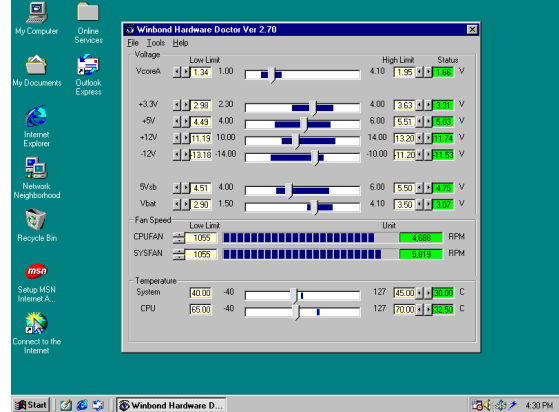 My Computer
Online Services
My Documents
Outlook Express
Internet Explorer
Network Neighborhood
Recycle Bin
msn
Setup MSN Internet A...
Connect to the Internet
Winbond Hardware Doctor Ver 2.70
File Tools Help
Voltage
Low Limit High Limit Status
VcoreA 1.34 1.00 4.10 1.95 1.66 V
+3.3V 2.98 2.30 4.00 3.63 3.31 V
+5V 4.49 4.00 6.00 5.51 5.03 V
+12V 11.19 10.00 14.00 13.20 11.74 V
-12V -13.18 -14.00 -10.00 -11.20 -11.53 V
5Vsb 4.51 4.00 6.00 5.50 4.75 V
Vbat 2.90 1.50 4.10 3.50 3.07 V
Fan Speed
Low Limit Unit
CPUFAN 1055 4,688 RPM
SYSFAN 1055 5,819 RPM
Temperature
System 40.00 -40 127 45.00 30.00 C
CPU 65.00 -40 127 70.00 32.50 C
Start Winbond Hardware D... 4:30 PM